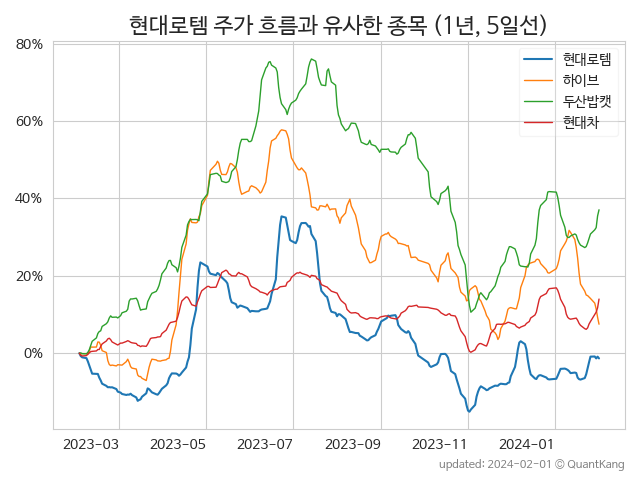 현대로템 주가 흐름과 유사한 종목 (1년, 5일선)
80%
60%
40%
20%
0%
현대로템
하이브
두산밥캣
현대차
2023-03 2023-05 2023-07 2023-09 2023-11 2024-01
updated: 2024-02-01 © QuantKang